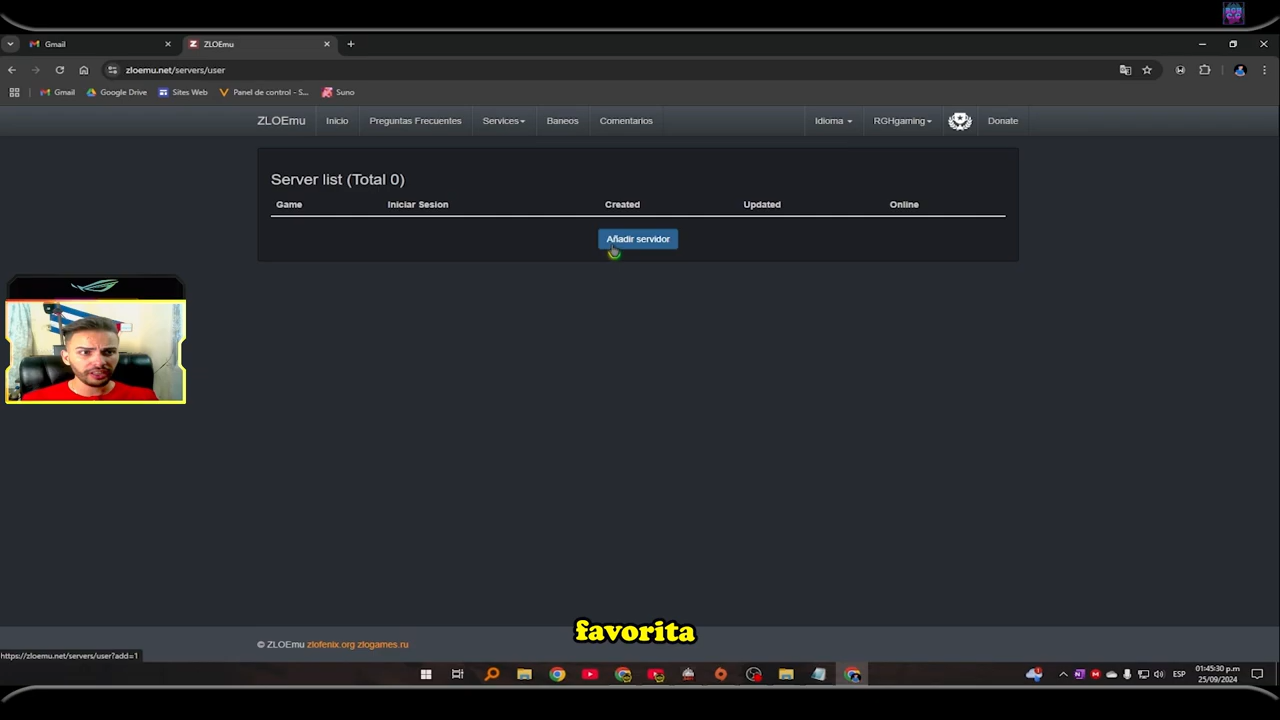 Gmail
ZLOEmu
zloemu.net/servers/user
Gmail
Google Drive
Sites Web
Panel de control - S...
Suno
ZLOEmu
Inicio
Preguntas Frecuentes
Services
Baneos
Comentarios
Idioma
RGHgaming
Donate
Server list (Total 0)
Game
Iniciar Sesion
Created
Updated
Online
Añadir servidor
favorita
© ZLOEmu zlofenix.org zlogames.ru
https://zloemu.net/servers/user?add=1
ESP
01:45:30 p.m
25/09/2024